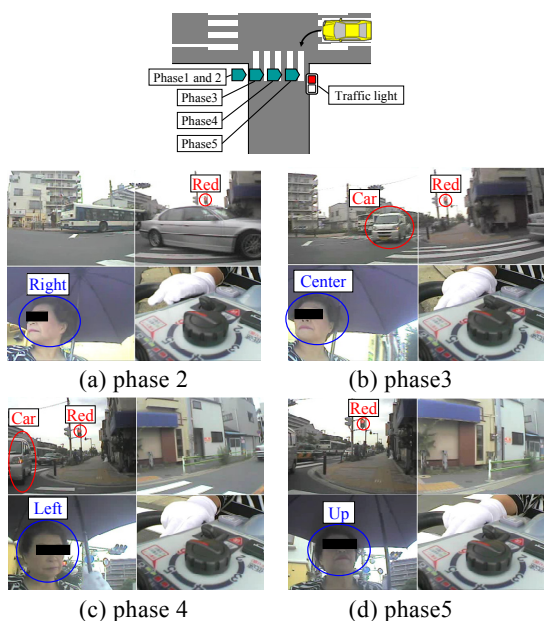 Phase1 and 2
Phase3
Phase4
Phase5
Traffic light
Red
Right
(a) phase 2
Car
Red
Center
(b) phase3
Car
Red
Left
(c) phase 4
Red
Up
(d) phase5